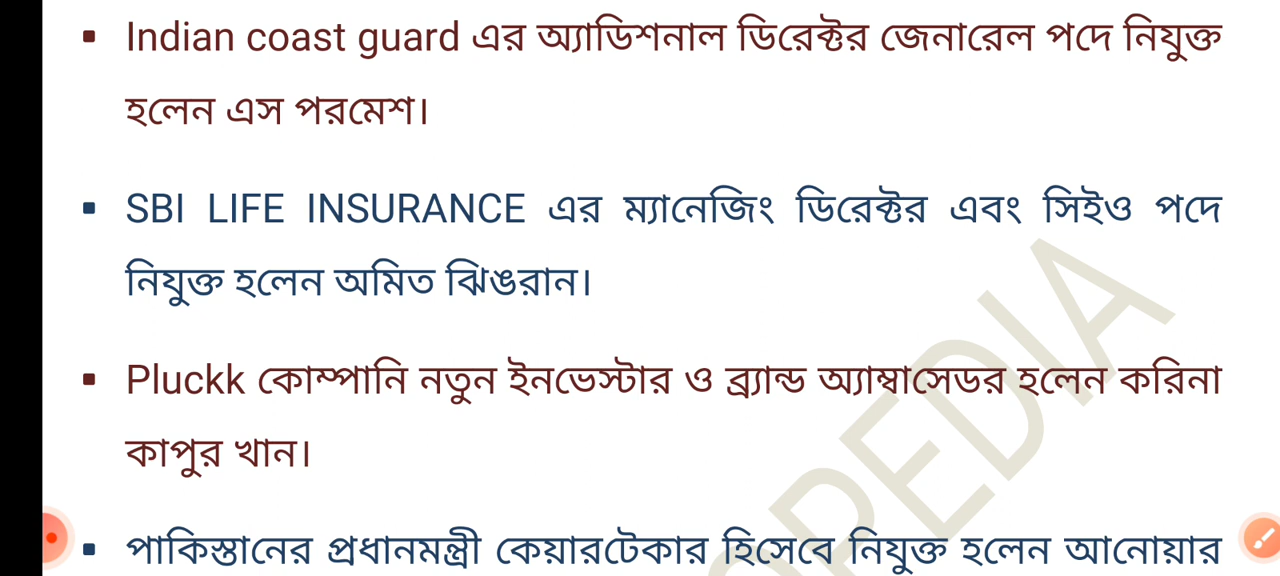 ▪ Indian coast guard এর অ্যাডিশনাল ডিরেক্টর জেনারেল পদে নিযুক্ত
হলেন এস পরমেশ।
▪ SBI LIFE INSURANCE এর ম্যানেজিং ডিরেক্টর এবং সিইও পদে
নিযুক্ত হলেন অমিত ঝিঙরান।
▪ Pluckk কোম্পানি নতুন ইনভেস্টার ও ব্র্যান্ড অ্যাম্বাসেডর হলেন করিনা
কাপুর খান।
▪ পাকিস্তানের প্রধানমন্ত্রী কেয়ারটেকার হিসেবে নিযুক্ত হলেন আনোয়ার
OPEDIA